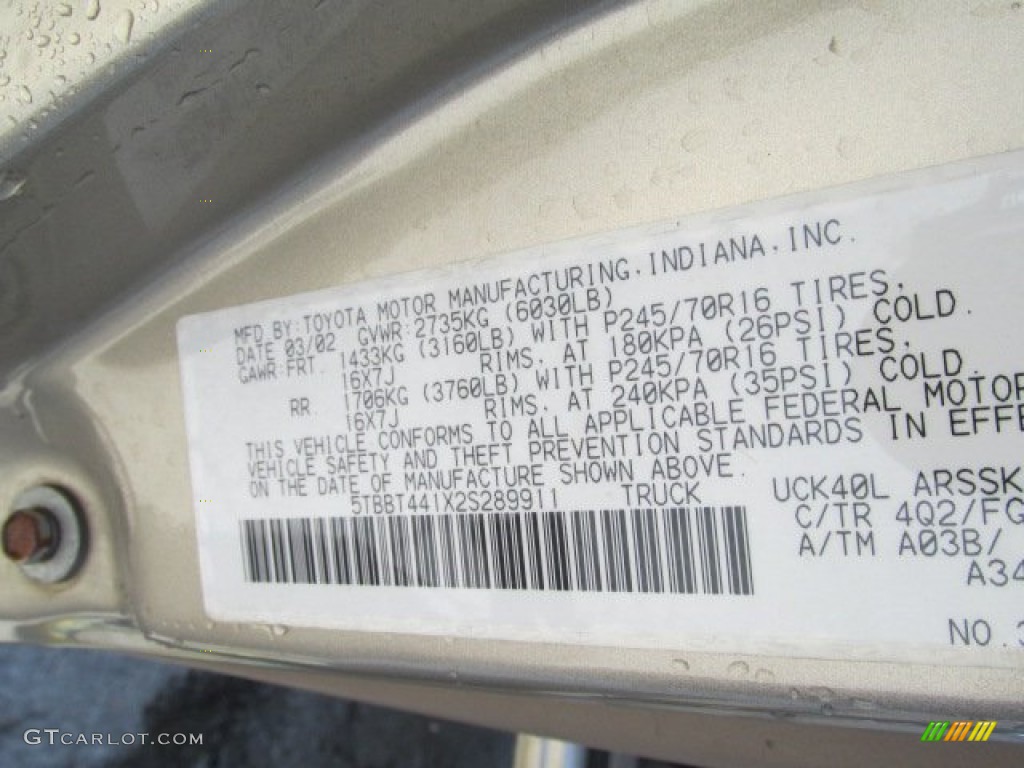 MFD BY: TOYOTA MOTOR MANUFACTURING, INDIANA, INC.
DATE 03/02 GVWR: 2735KG (6030LB)
GAWR: FRT. 1433KG (3160LB) WITH P245/70R16 TIRES.
16X7J RIMS. AT 180KPA (26PSI) COLD.
RR. 1706KG (3760LB) WITH P245/70R16 TIRES.
16X7J RIMS. AT 240KPA (35PSI) COLD.
THIS VEHICLE CONFORMS TO ALL APPLICABLE FEDERAL MOTOR
VEHICLE SAFETY AND THEFT PREVENTION STANDARDS IN EFFE
ON THE DATE OF MANUFACTURE SHOWN ABOVE.
5TBBT441X2S289911 TRUCK
UCK40L ARSSK
C/TR 4Q2/FG
A/TM A03B/
A34
NO.3
GTCARLOT.COM